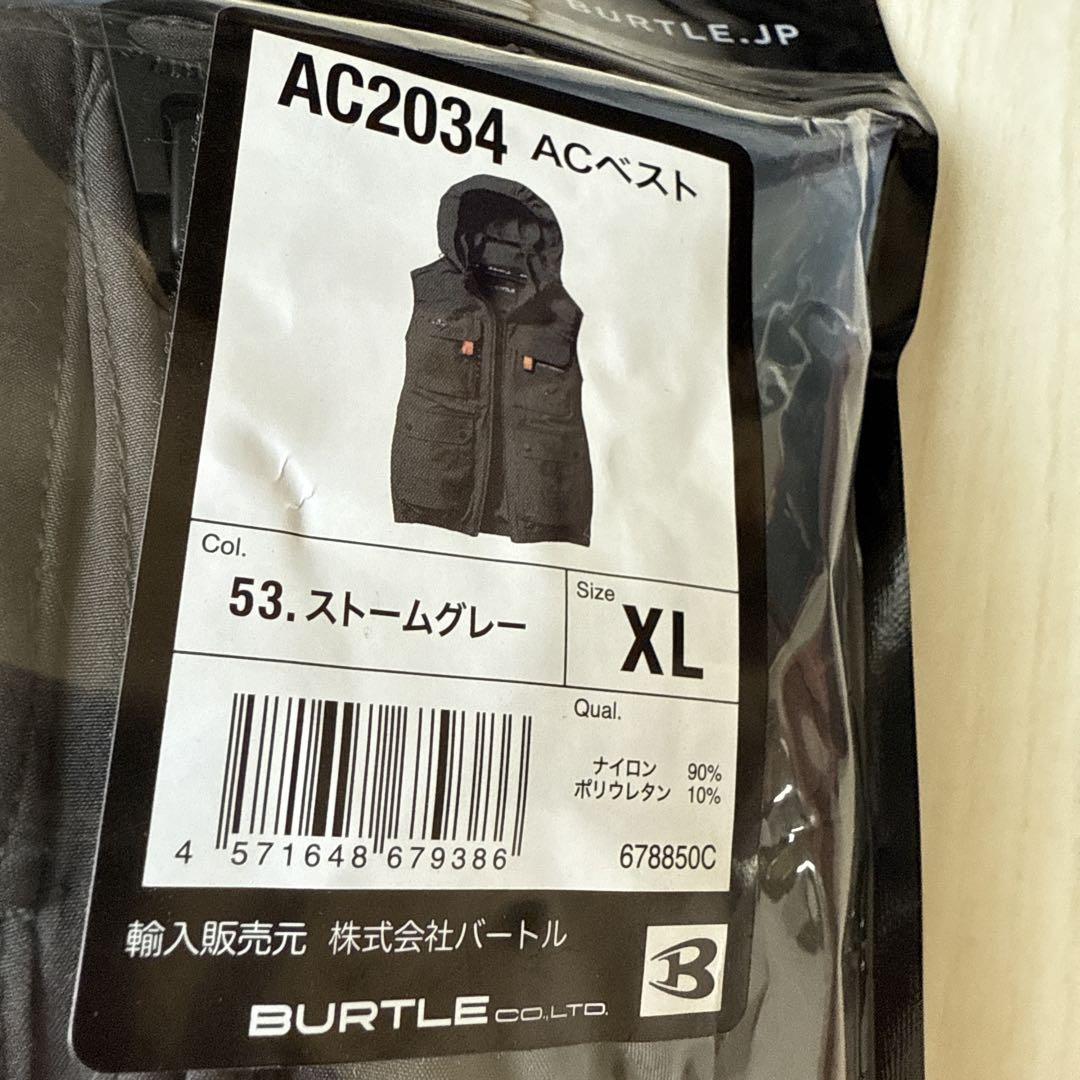 BURTLE.JP
AC2034 ACベスト
Col.
53.ストームグレー
Size
XL
Qual.
ナイロン 90%
ポリウレタン 10%
4 571648 679386
678850C
輸入販売元 株式会社バートル
BURTLE CO.,LTD.